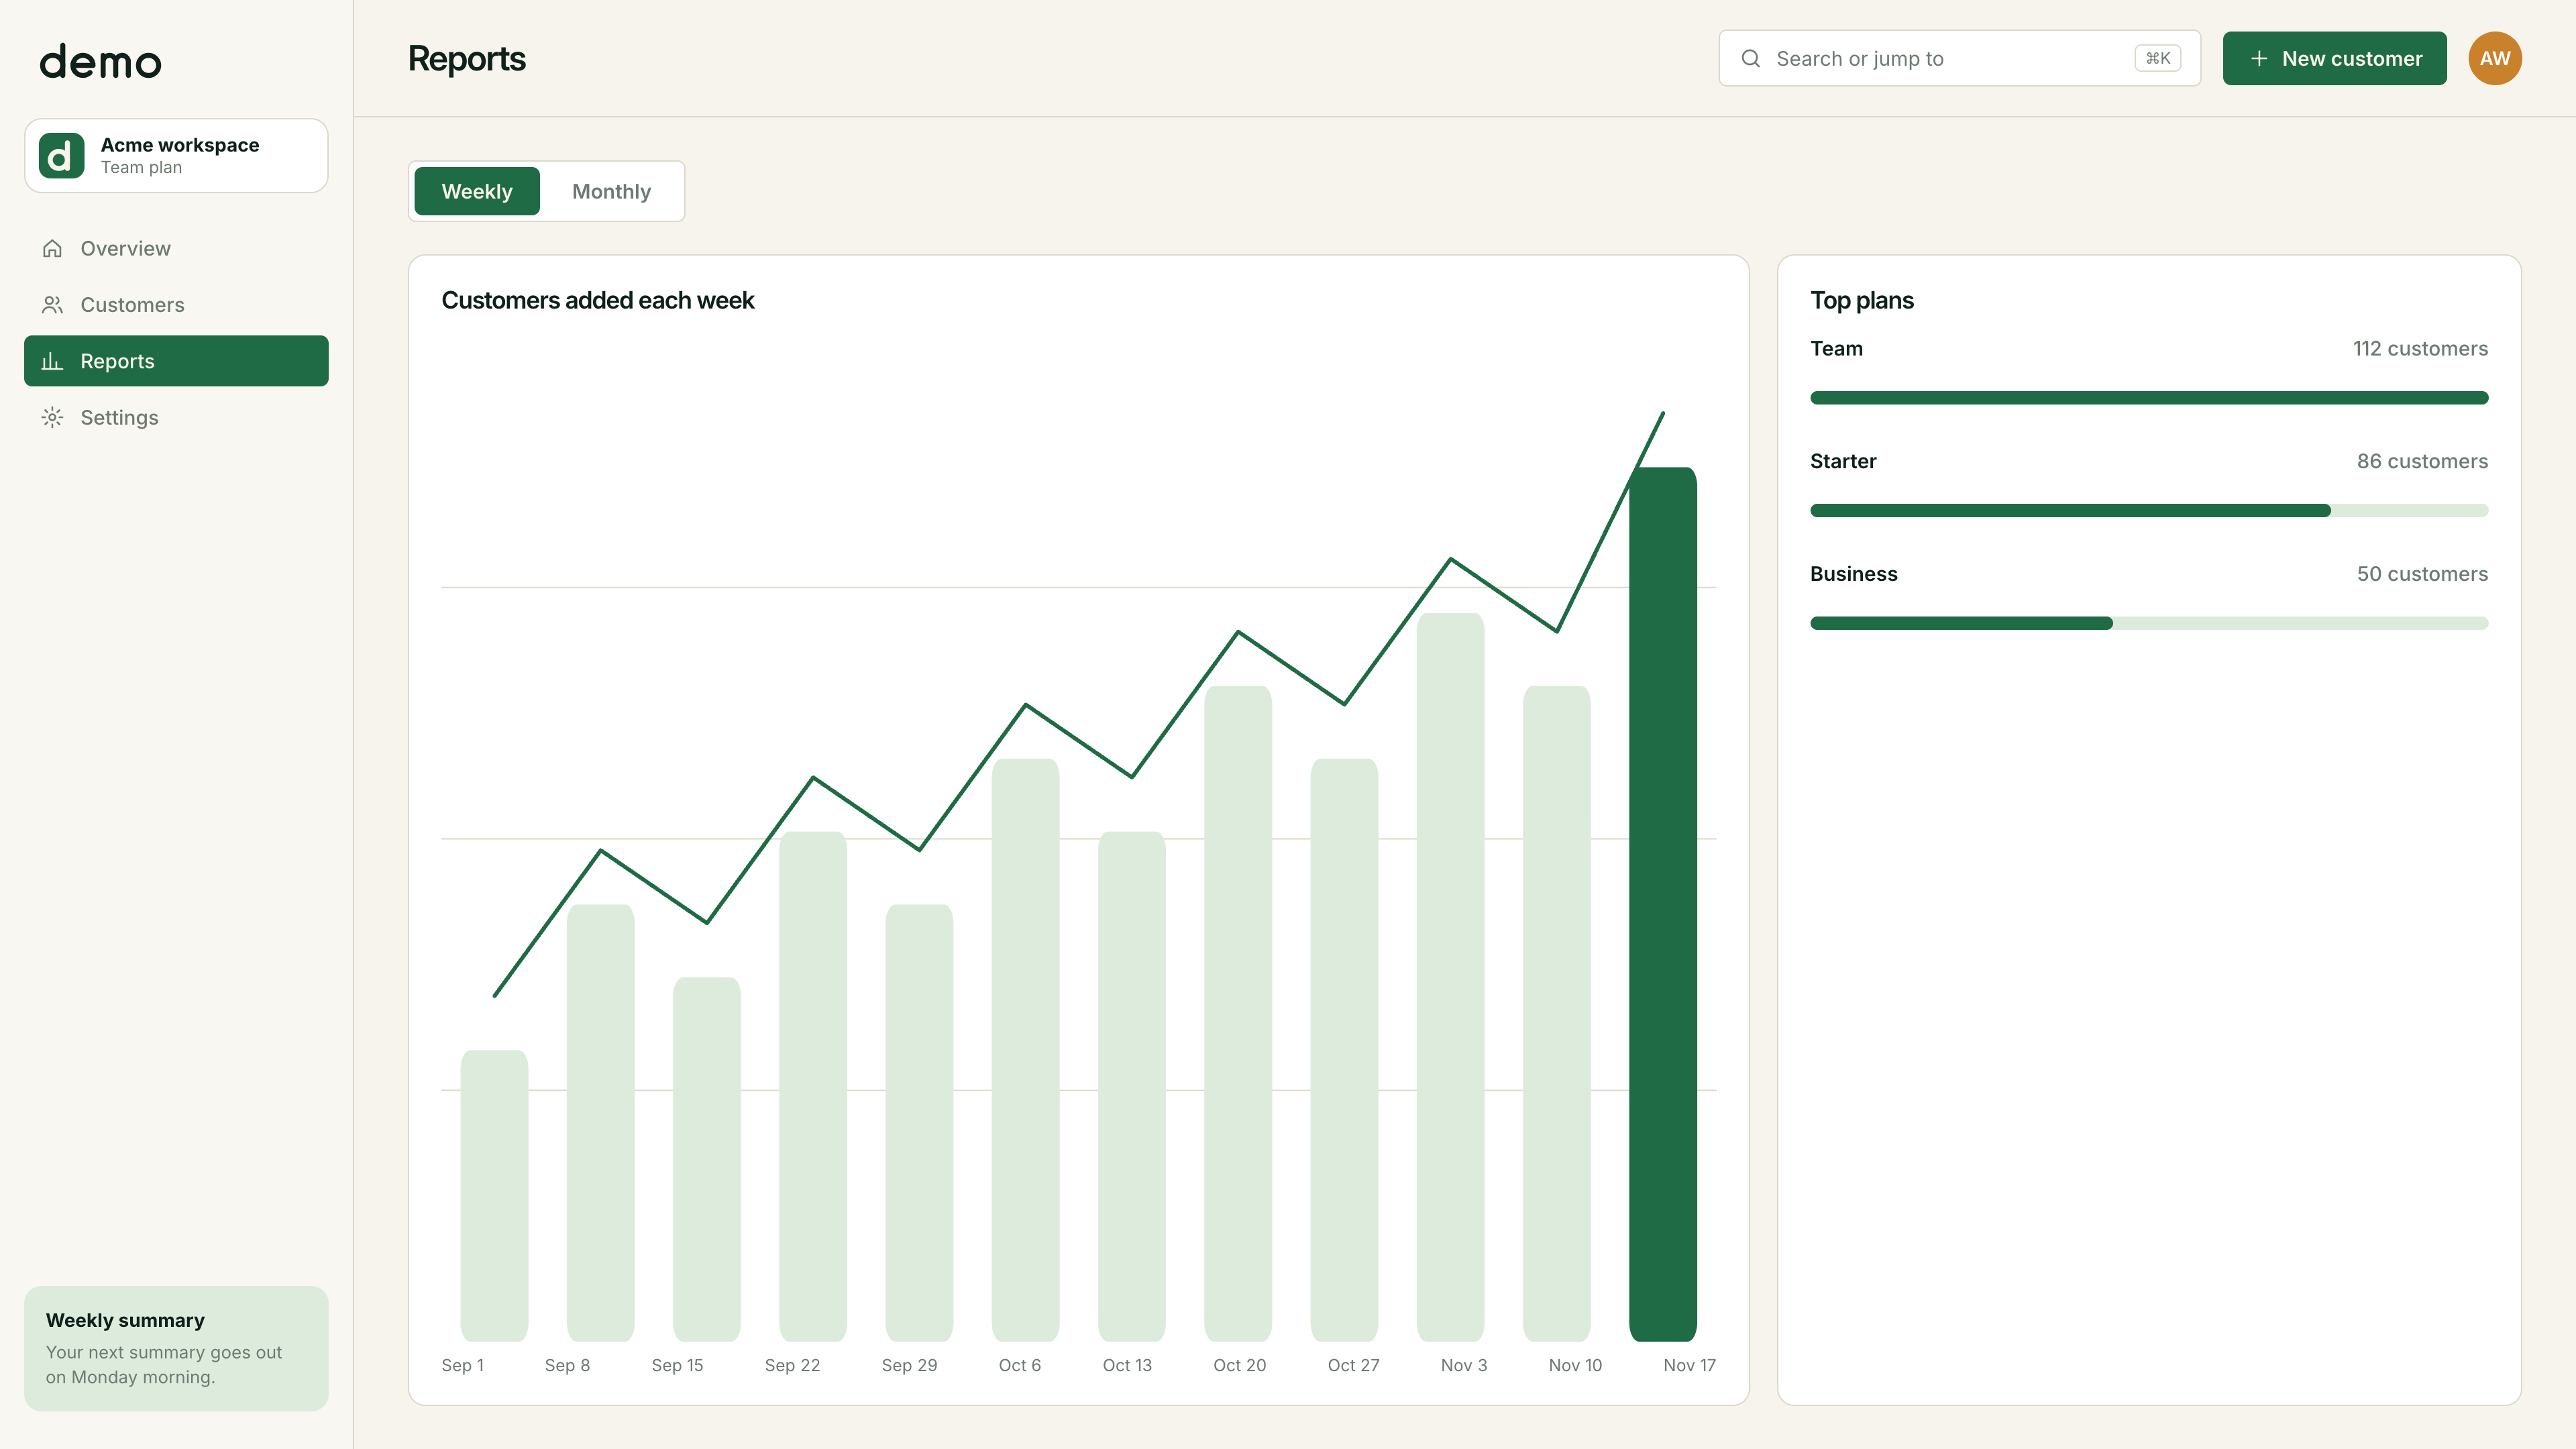 demo
d
Acme workspace
Team plan
Overview
Customers
Reports
Settings
Weekly summary
Your next summary goes out
on Monday morning.
Reports
Search or jump to
⌘K
New customer
AW
Weekly
Monthly
Customers added each week
Sep 1
Sep 8
Sep 15
Sep 22
Sep 29
Oct 6
Oct 13
Oct 20
Oct 27
Nov 3
Nov 10
Nov 17
Top plans
Team
112 customers
Starter
86 customers
Business
50 customers